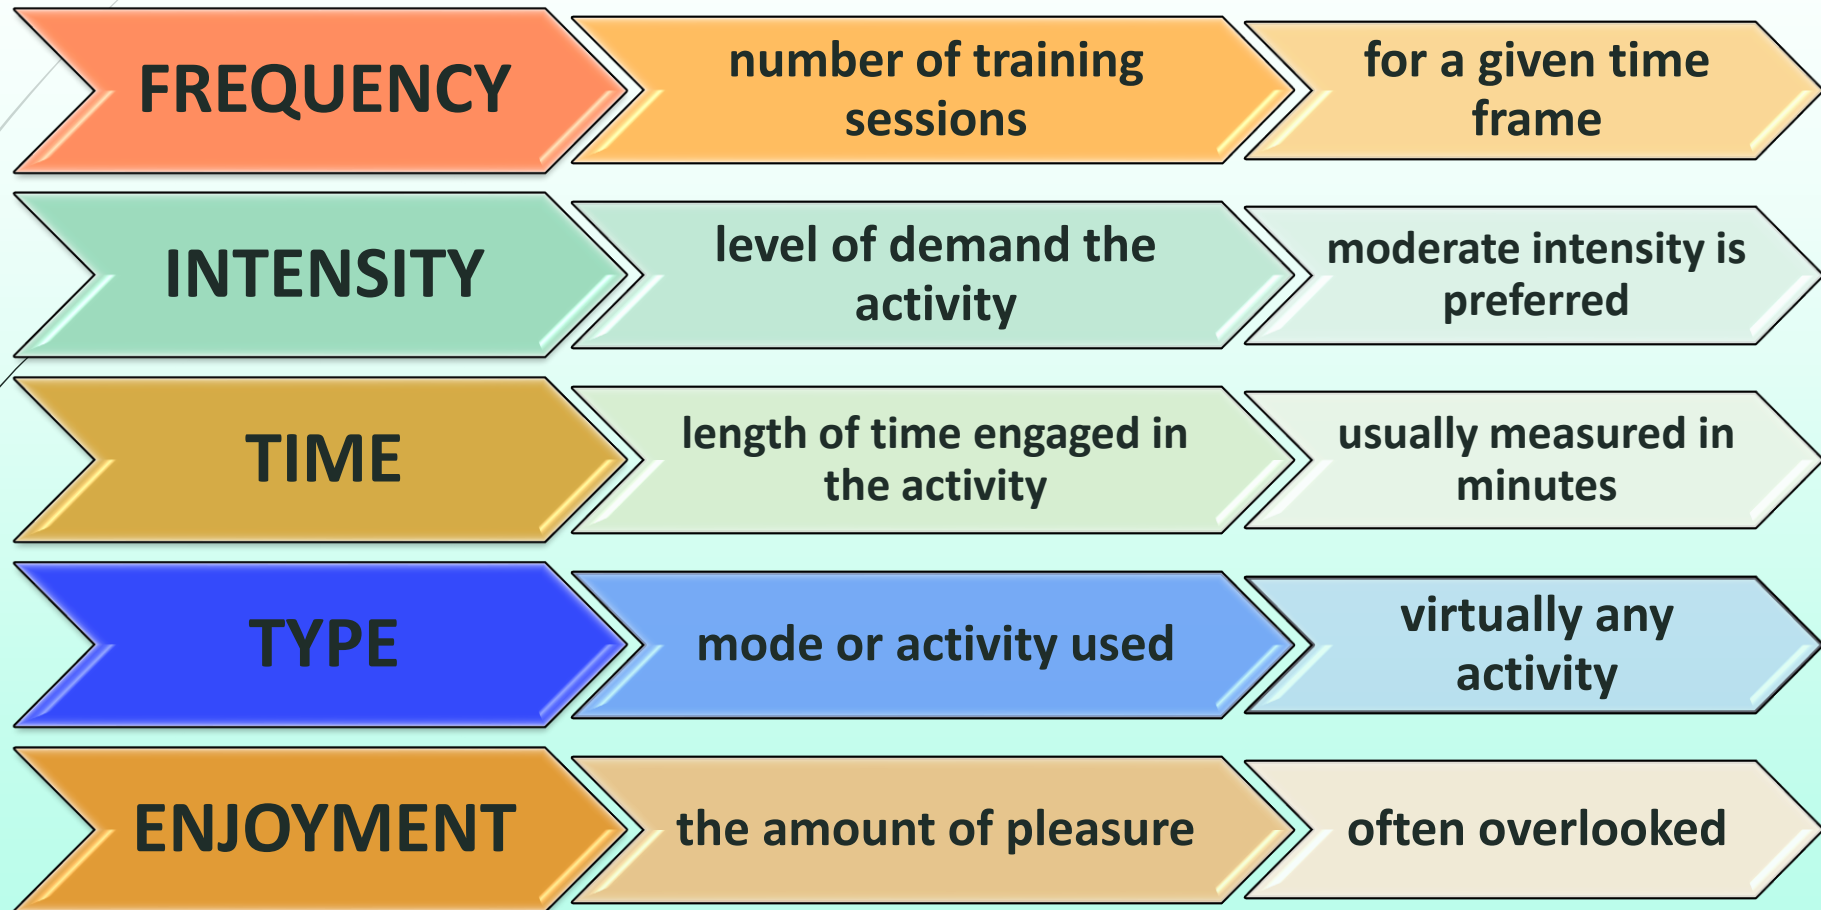 FREQUENCY
number of training
sessions
for a given time
frame
INTENSITY
level of demand the
activity
moderate intensity is
preferred
TIME
length of time engaged in
the activity
usually measured in
minutes
TYPE
mode or activity used
virtually any
activity
ENJOYMENT
the amount of pleasure
often overlooked